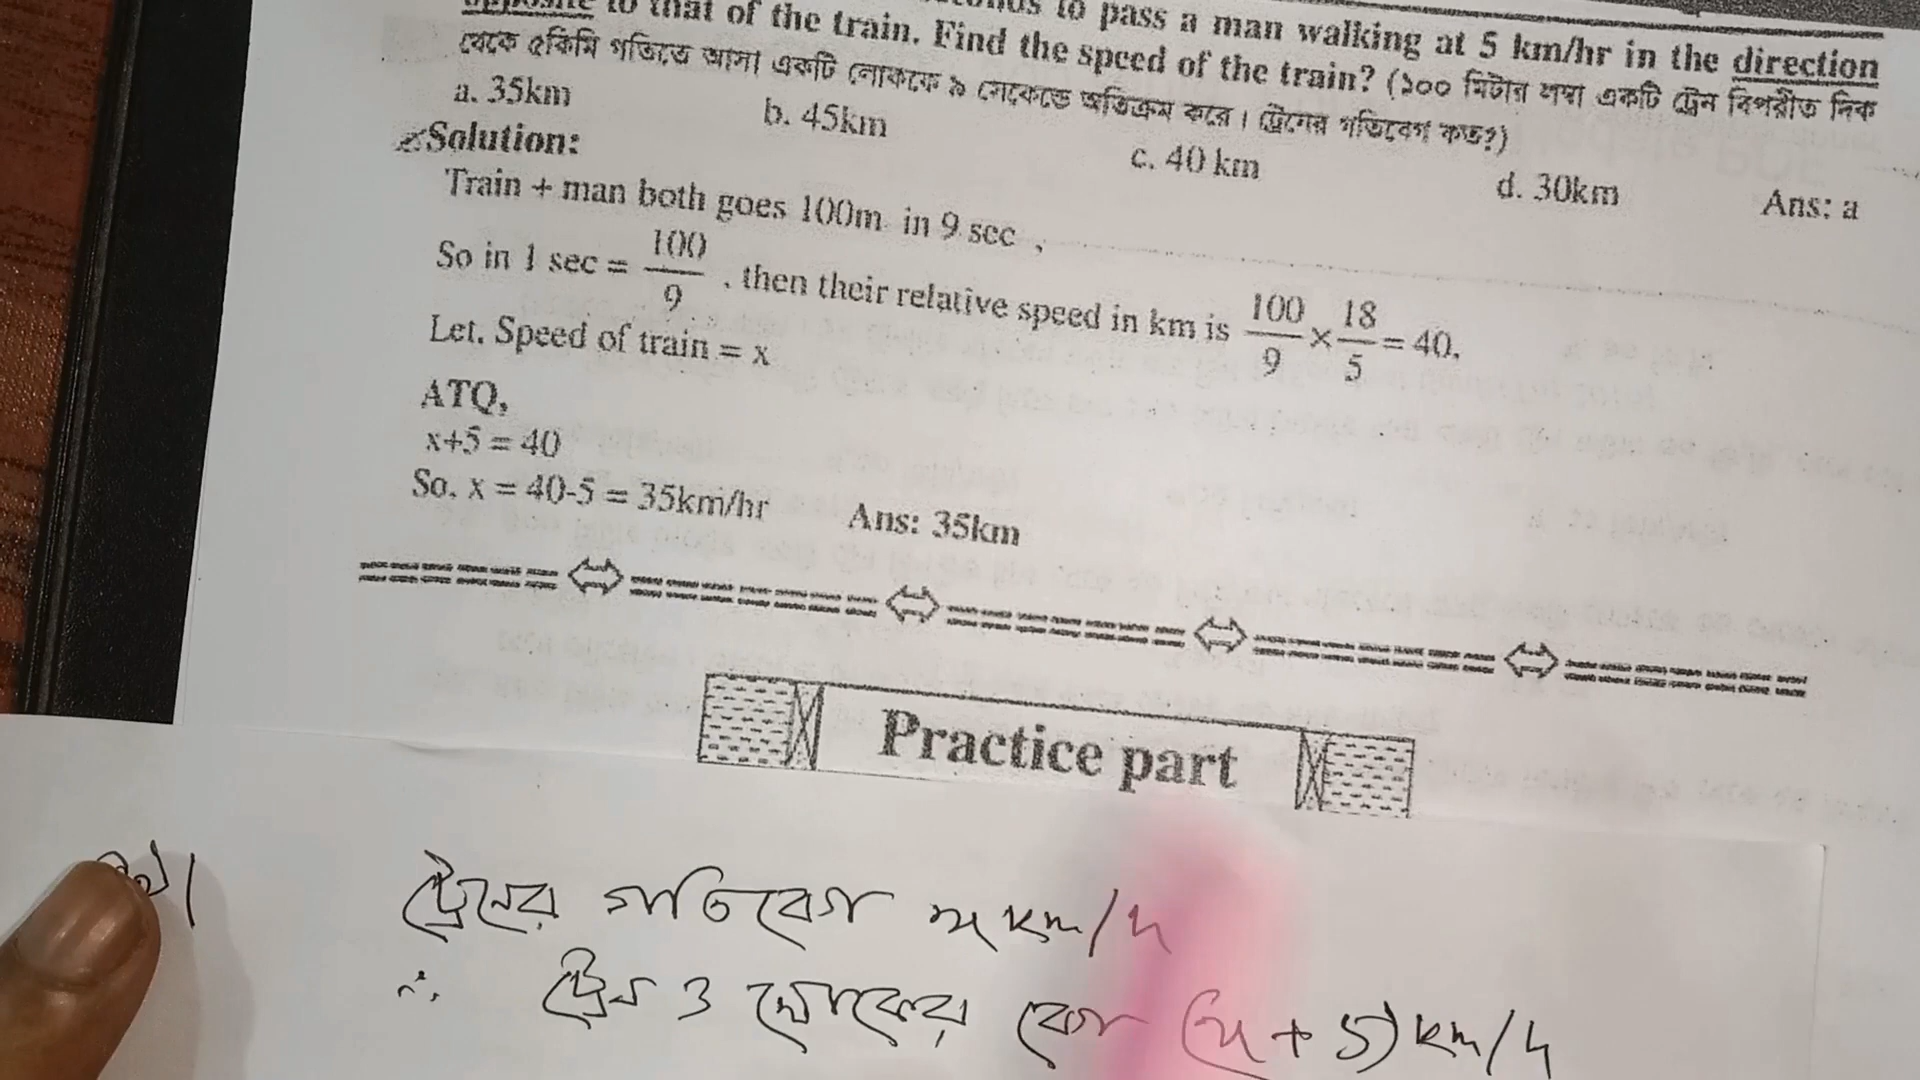 opposite to that of the train. Find the speed of the train? (১০০ মিটার লম্বা একটি ট্রেন বিপরীত দিক
to pass a man walking at 5 km/hr in the direction
থেকে ৫কিমি গতিতে আসা একটি লোককে ৯ সেকেন্ডে অতিক্রম করে। ট্রেনের গতিবেগ কত?)
a. 35km b. 45km c. 40 km d. 30km Ans: a
Solution:
Train + man both goes 100m in 9 sec ,
So in 1 sec = 100/9 , then their relative speed in km is 100/9 × 18/5 = 40,
Let, Speed of train = x
ATQ,
x+5 = 40
So, x = 40-5 = 35km/hr Ans: 35km
Practice part
ট্রেনের গতিবেগ x km/h
∴ ট্রেন ও লোকের বেগ (x + 5) km/h